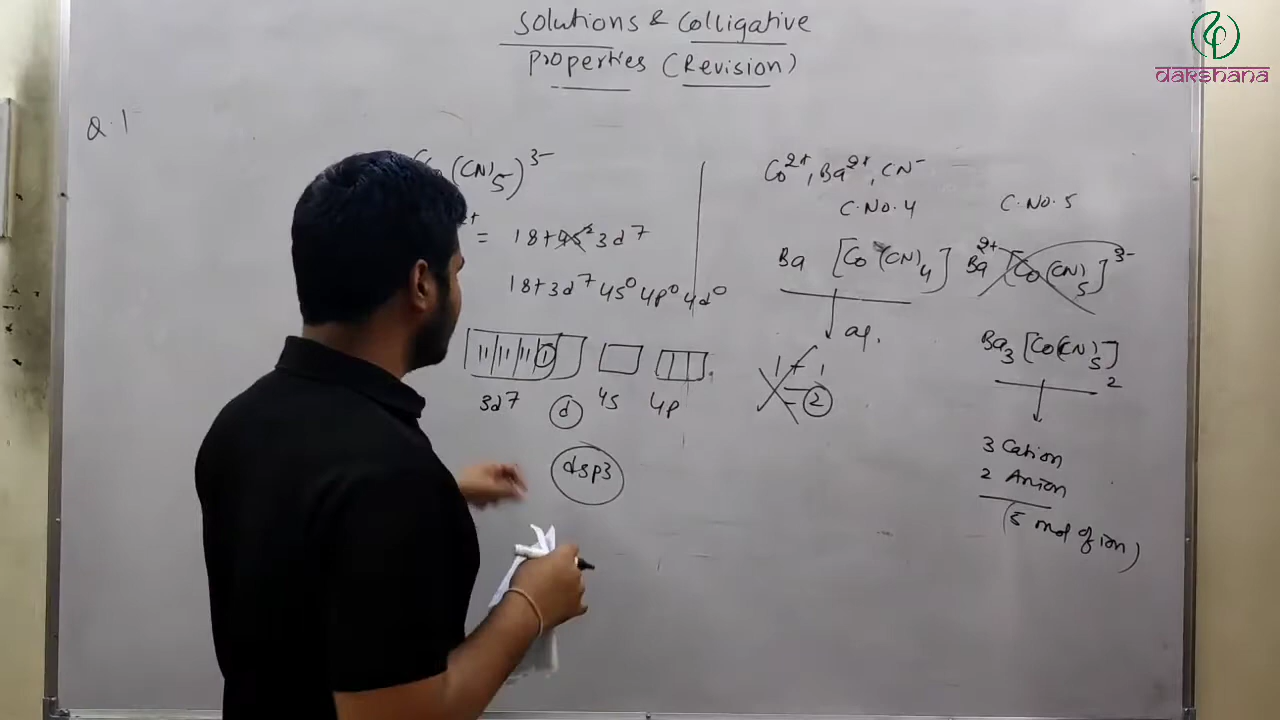 Solutions & Colligative
Properties (Revision)
dakshana
Q.1
(CN)5)3-
2+ = 18+4s2 3d7
18+3d7 4s0 4p0 4d0
3d7 d 4s 4p
dsp3
Co2+, Ba2+, CN-
C.No.4
Ba [Co(CN)4]
aq.
1 + 1
2
C.No.5
Ba2+ [Co(CN)5]3-
Ba3 [Co(CN)5]2
3 Cation
2 Anion
(5 mol of ion)